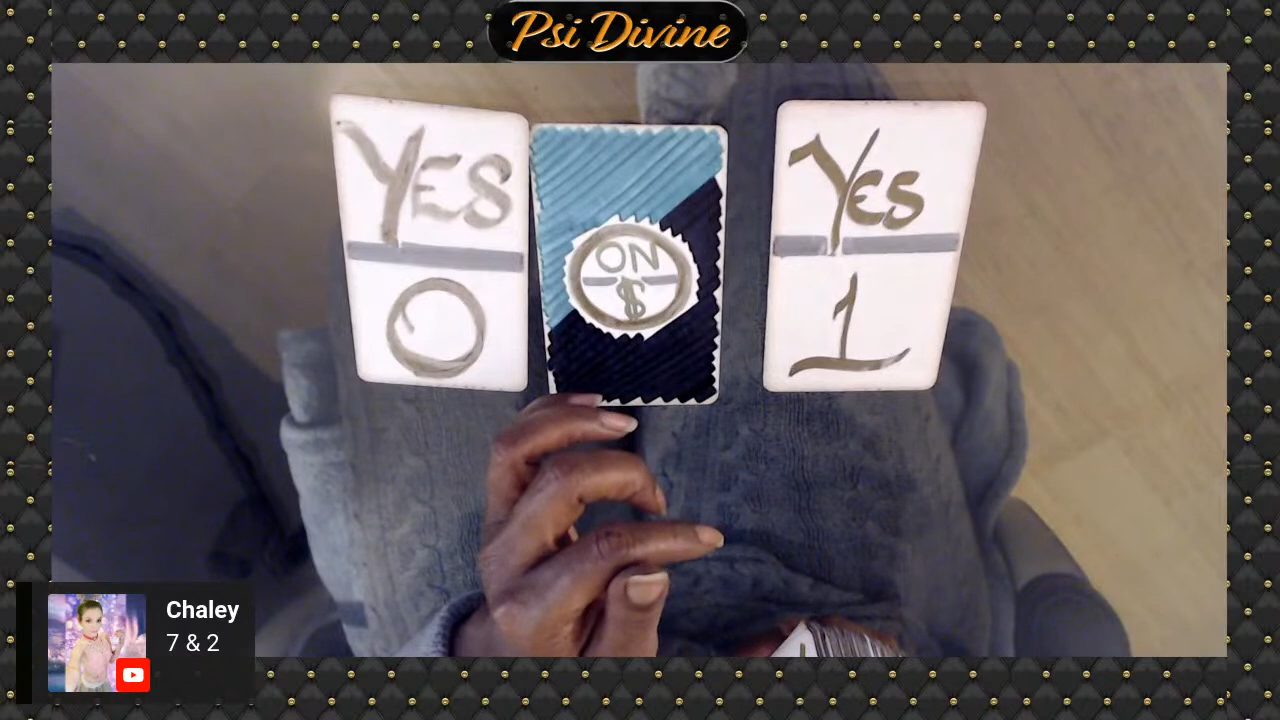 Psi Divine
YES
0
ON
$
YES
1
Chaley
7 & 2